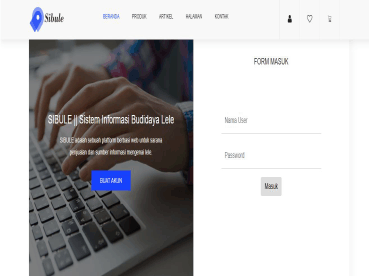 Sibule
BERANDA PRODUK ARTIKEL HALAMAN KONTAK
SIBULE || Sistem Informasi Budidaya Lele
SIBULE adalah sebuah platform berbasi web untuk sarana
penjualan dan sumber informasi mengenai lele.
BUAT AKUN
FORM MASUK
Nama User
Password
Masuk